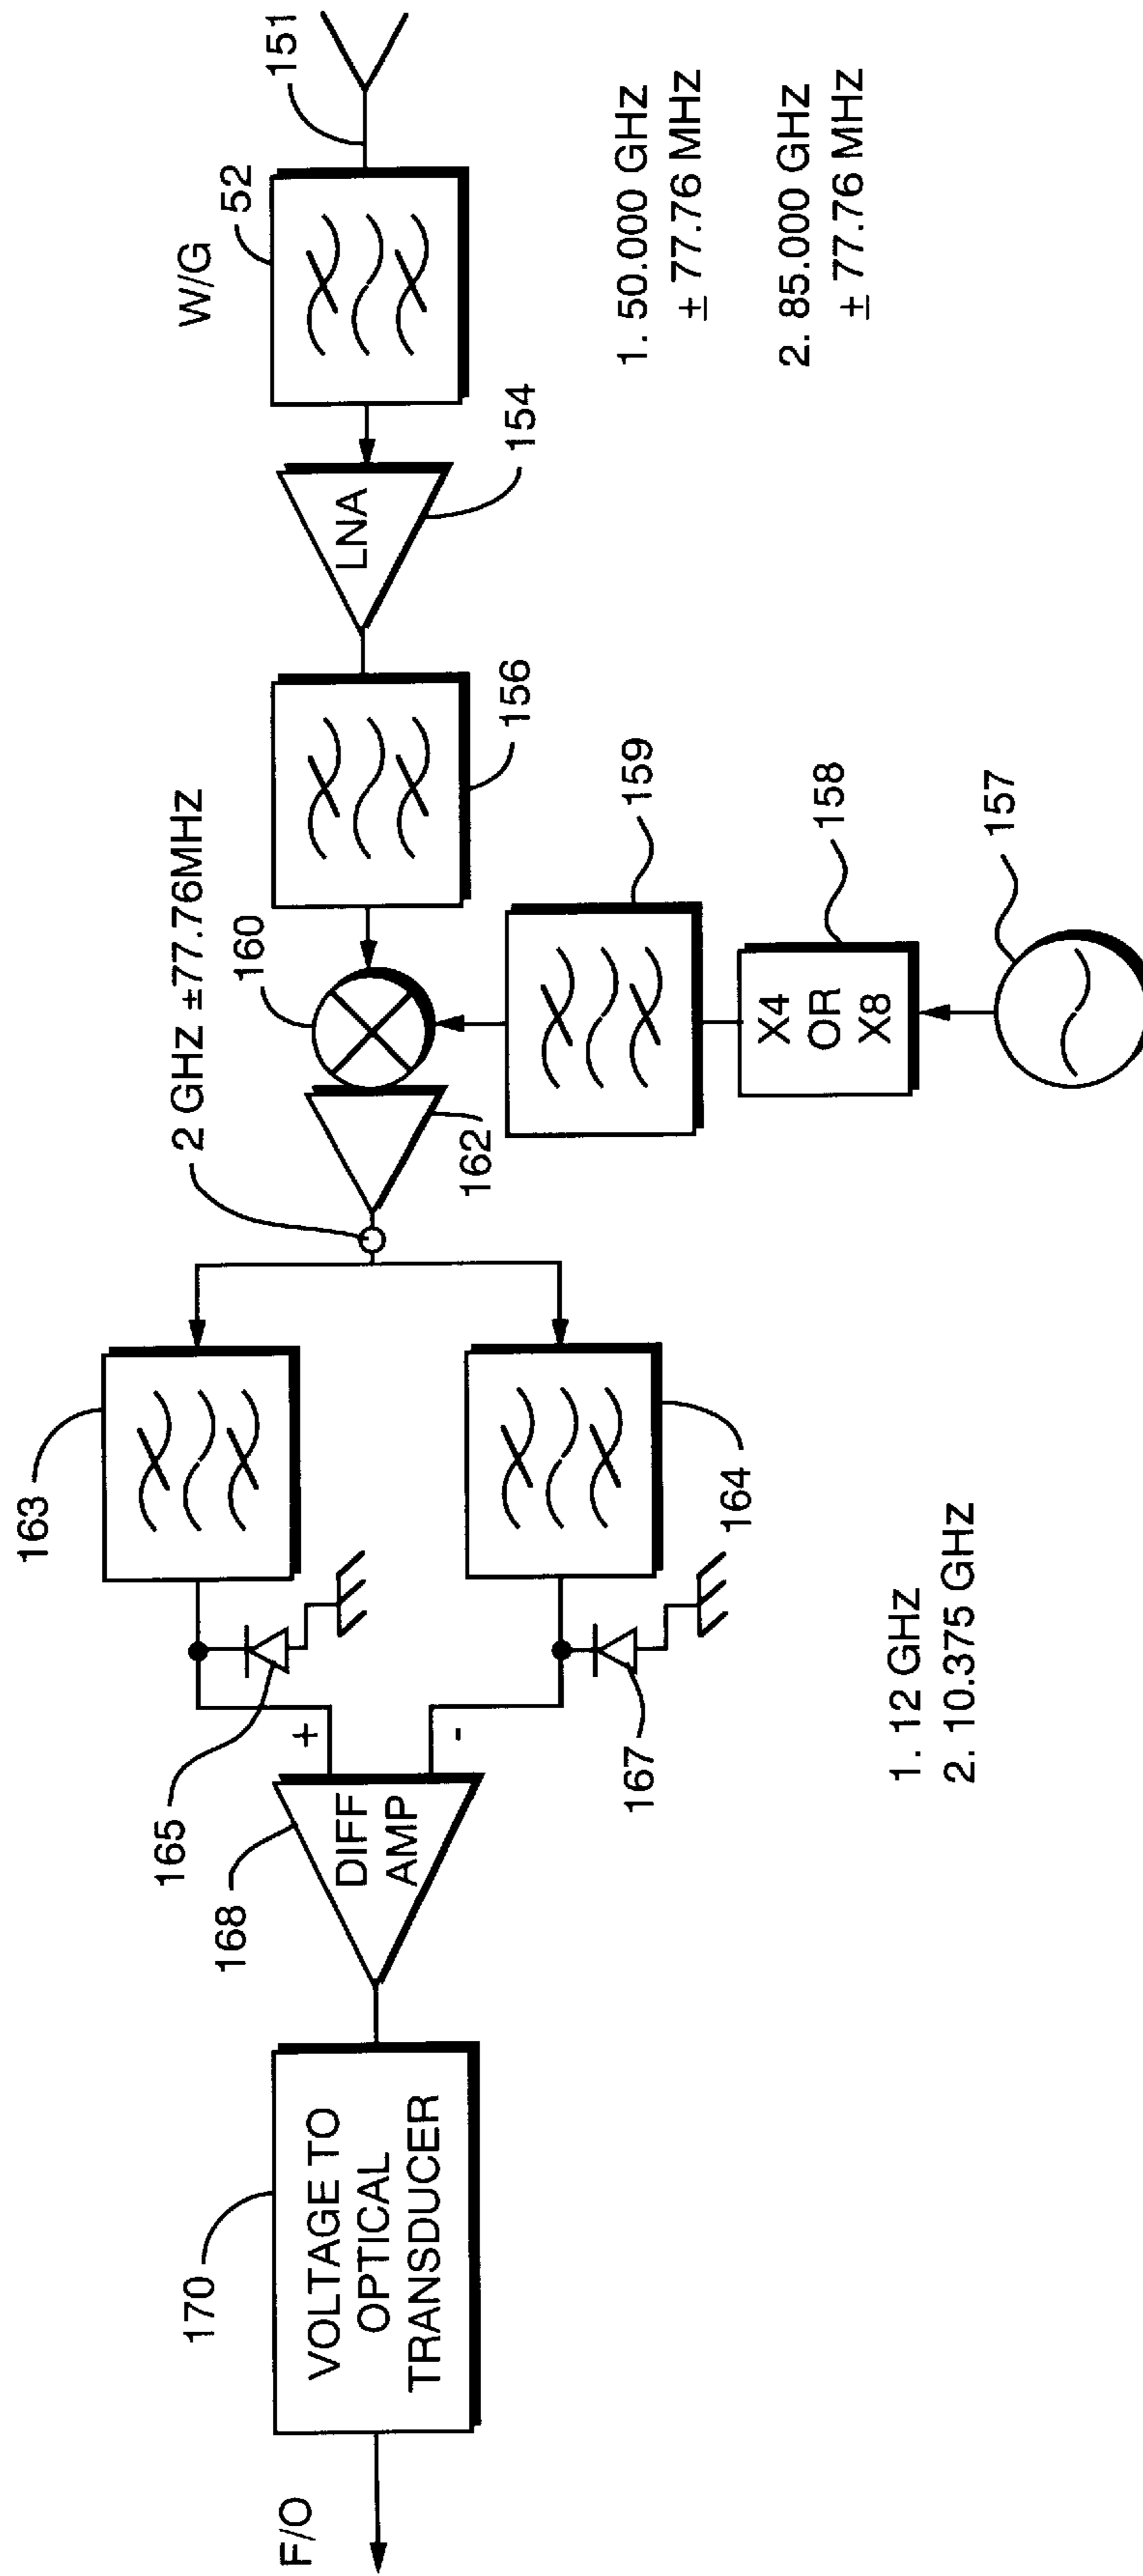 151
52
W/G
LNA
154
1. 50.000 GHz
± 77.76 MHz
2. 85.000 GHz
± 77.76 MHz
156
2 GHz ±77.76MHz
160
159
158
157
X4
OR
X8
162
163
164
165
167
+
-
1. 12 GHz
2. 10.375 GHz
168
DIFF
AMP
170
VOLTAGE TO
OPTICAL
TRANSDUCER
F/O